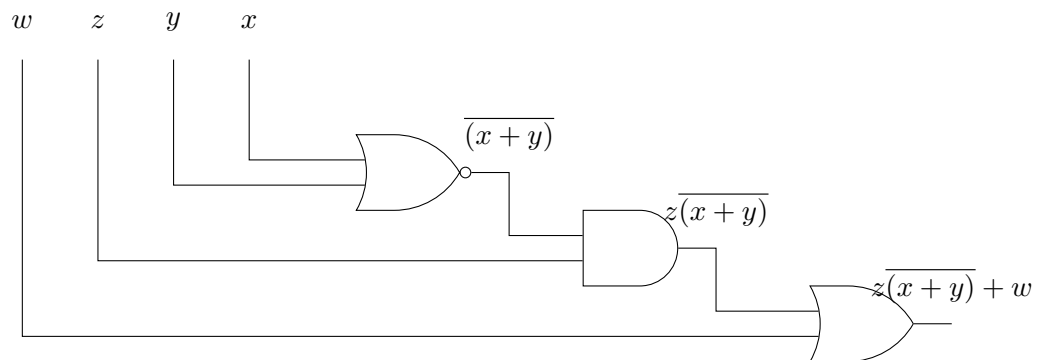 w z y x
$\overline{(x + y)}$
$z\overline{(x + y)}$
$z\overline{(x + y)} + w$